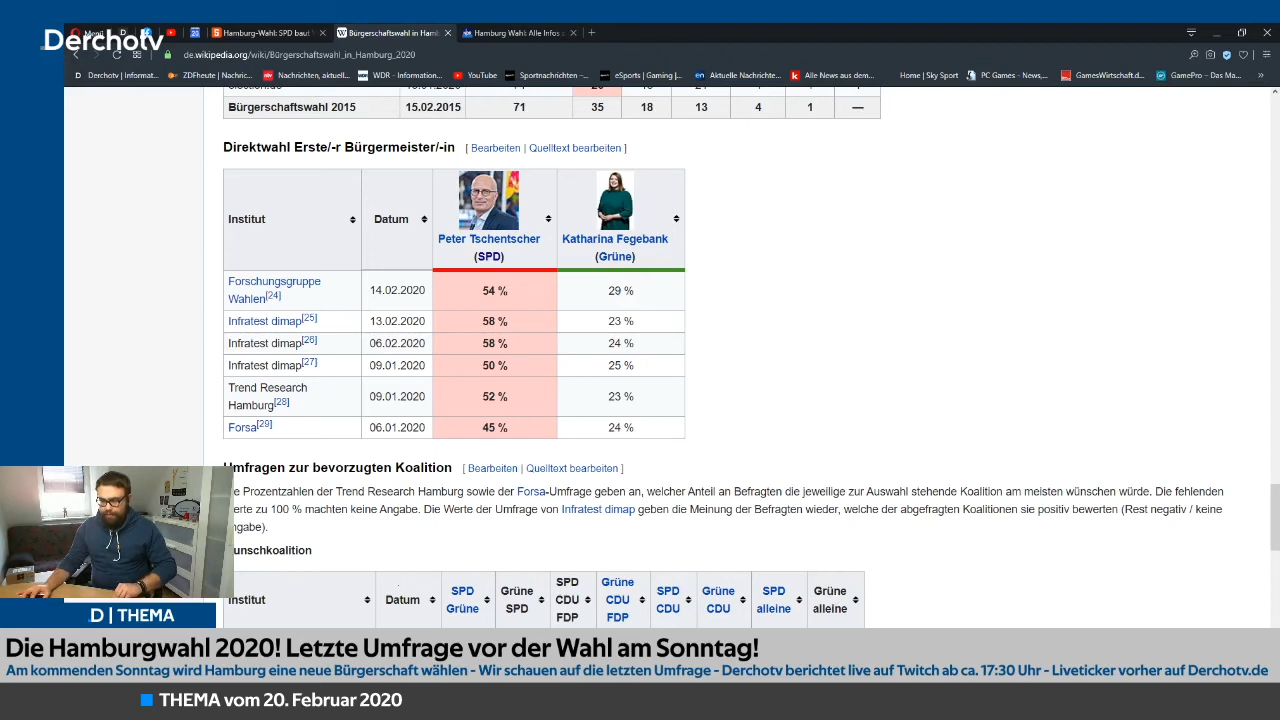 Derchotv
Menü
Hamburg-Wahl: SPD baut
Bürgerschaftswahl in Hamb
Hamburg Wahl: Alle Infos
de.wikipedia.org/wiki/Bürgerschaftswahl_in_Hamburg_2020
Derchotv | Informat...
ZDFheute | Nachric...
Nachrichten, aktuell...
WDR - Information...
YouTube
Sportnachrichten -...
eSports | Gaming |...
Aktuelle Nachrichte...
Alle News aus dem...
Home | Sky Sport
PC Games – News,...
GamesWirtschaft.d...
GamePro – Das Ma...
Bürgerschaftswahl 2015 15.02.2015 71 35 18 13 4 1 —
Direktwahl Erste/-r Bürgermeister/-in [ Bearbeiten | Quelltext bearbeiten ]
Institut Datum Peter Tschentscher (SPD) Katharina Fegebank (Grüne)
Forschungsgruppe Wahlen[24] 14.02.2020 54 % 29 %
Infratest dimap[25] 13.02.2020 58 % 23 %
Infratest dimap[26] 06.02.2020 58 % 24 %
Infratest dimap[27] 09.01.2020 50 % 25 %
Trend Research Hamburg[28] 09.01.2020 52 % 23 %
Forsa[29] 06.01.2020 45 % 24 %
Umfragen zur bevorzugten Koalition [ Bearbeiten | Quelltext bearbeiten ]
Prozentzahlen der Trend Research Hamburg sowie der Forsa-Umfrage geben an, welcher Anteil an Befragten die jeweilige zur Auswahl stehende Koalition am meisten wünschen würde. Die fehlenden
zu 100 % machten keine Angabe. Die Werte der Umfrage von Infratest dimap geben die Meinung der Befragten wieder, welche der abgefragten Koalitionen sie positiv bewerten (Rest negativ / keine
ngabe).
unschkoalition
Institut Datum SPD Grüne Grüne SPD SPD CDU FDP Grüne CDU FDP SPD CDU Grüne CDU SPD alleine Grüne alleine
D | THEMA
Die Hamburgwahl 2020! Letzte Umfrage vor der Wahl am Sonntag!
Am kommenden Sonntag wird Hamburg eine neue Bürgerschaft wählen - Wir schauen auf die letzten Umfrage - Derchotv berichtet live auf Twitch ab ca. 17:30 Uhr - Liveticker vorher auf Derchotv.de
THEMA vom 20. Februar 2020